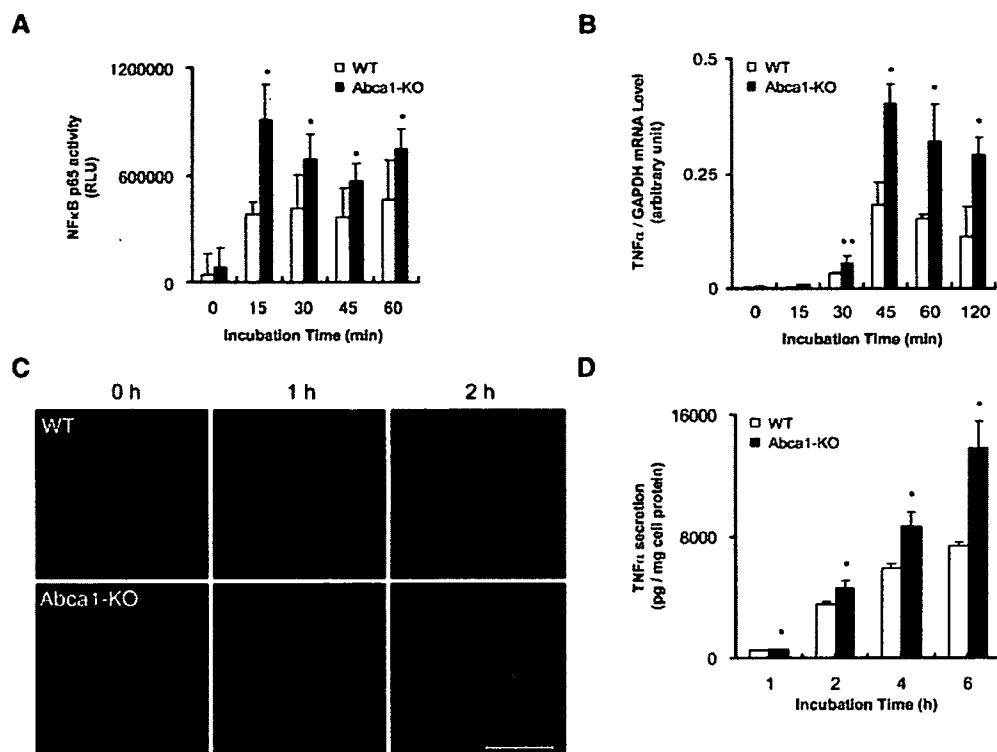 A
NFκB p65 activity
(RLU)
1200000
600000
0
WT
Abca1-KO
0 15 30 45 60
Incubation Time (min)
B
TNFα / GAPDH mRNA Level
(arbitrary unit)
0.5
0.25
0
WT
Abca1-KO
0 15 30 45 60 120
Incubation Time (min)
C
0 h 1 h 2 h
WT
Abca1-KO
D
TNFα secretion
(pg / mg cell protein)
16000
8000
0
WT
Abca1-KO
1 2 4 6
Incubation Time (h)